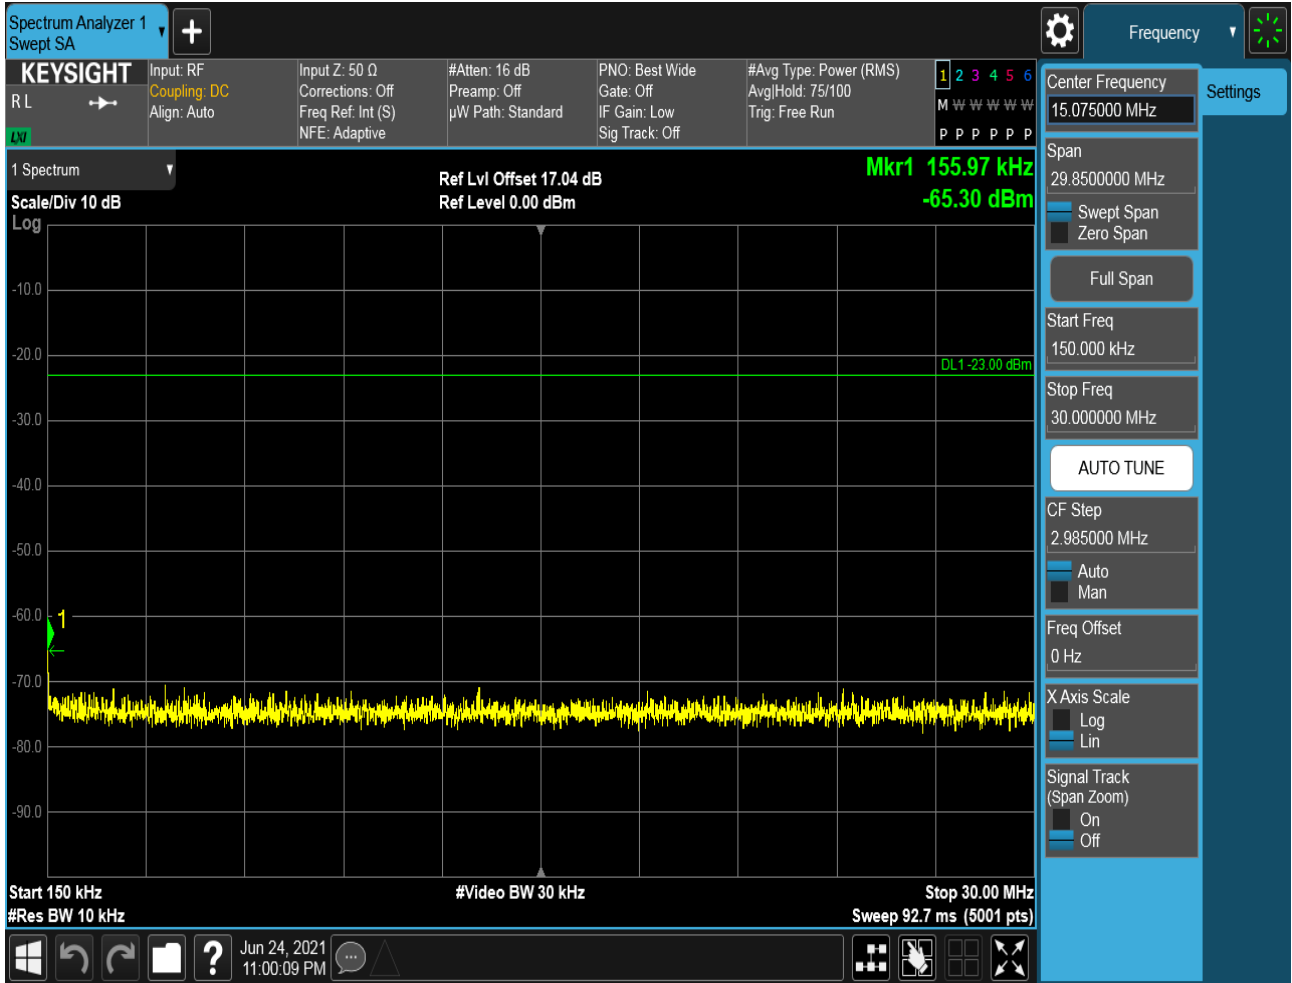 Spectrum Analyzer 1
Swept SA
Frequency
KEYSIGHT
R L
LXI
Input: RF
Coupling: DC
Align: Auto
Input Z: 50 Ω
Corrections: Off
Freq Ref: Int (S)
NFE: Adaptive
#Atten: 16 dB
Preamp: Off
µW Path: Standard
PNO: Best Wide
Gate: Off
IF Gain: Low
Sig Track: Off
#Avg Type: Power (RMS)
Avg|Hold: 75/100
Trig: Free Run
1 2 3 4 5 6
M W W W W W
P P P P P P
1 Spectrum
Scale/Div 10 dB
Log
Ref Lvl Offset 17.04 dB
Ref Level 0.00 dBm
Mkr1 155.97 kHz
-65.30 dBm
-10.0
-20.0
DL1 -23.00 dBm
-30.0
-40.0
-50.0
-60.0
1
-70.0
-80.0
-90.0
Start 150 kHz
#Res BW 10 kHz
#Video BW 30 kHz
Stop 30.00 MHz
Sweep 92.7 ms (5001 pts)
Center Frequency
15.075000 MHz
Span
29.8500000 MHz
Swept Span
Zero Span
Full Span
Start Freq
150.000 kHz
Stop Freq
30.000000 MHz
AUTO TUNE
CF Step
2.985000 MHz
Auto
Man
Freq Offset
0 Hz
X Axis Scale
Log
Lin
Signal Track
(Span Zoom)
On
Off
Settings
?
Jun 24, 2021
11:00:09 PM